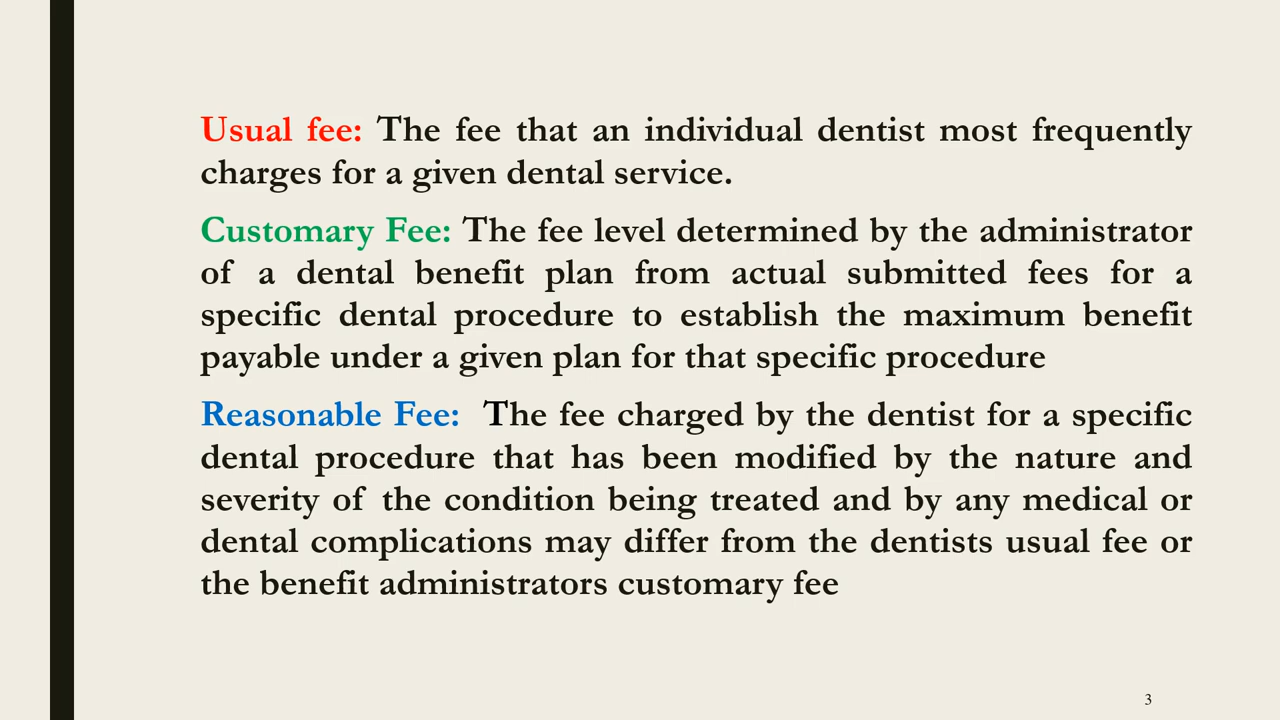 Usual fee: The fee that an individual dentist most frequently
charges for a given dental service.
Customary Fee: The fee level determined by the administrator
of a dental benefit plan from actual submitted fees for a
specific dental procedure to establish the maximum benefit
payable under a given plan for that specific procedure
Reasonable Fee: The fee charged by the dentist for a specific
dental procedure that has been modified by the nature and
severity of the condition being treated and by any medical or
dental complications may differ from the dentists usual fee or
the benefit administrators customary fee
3